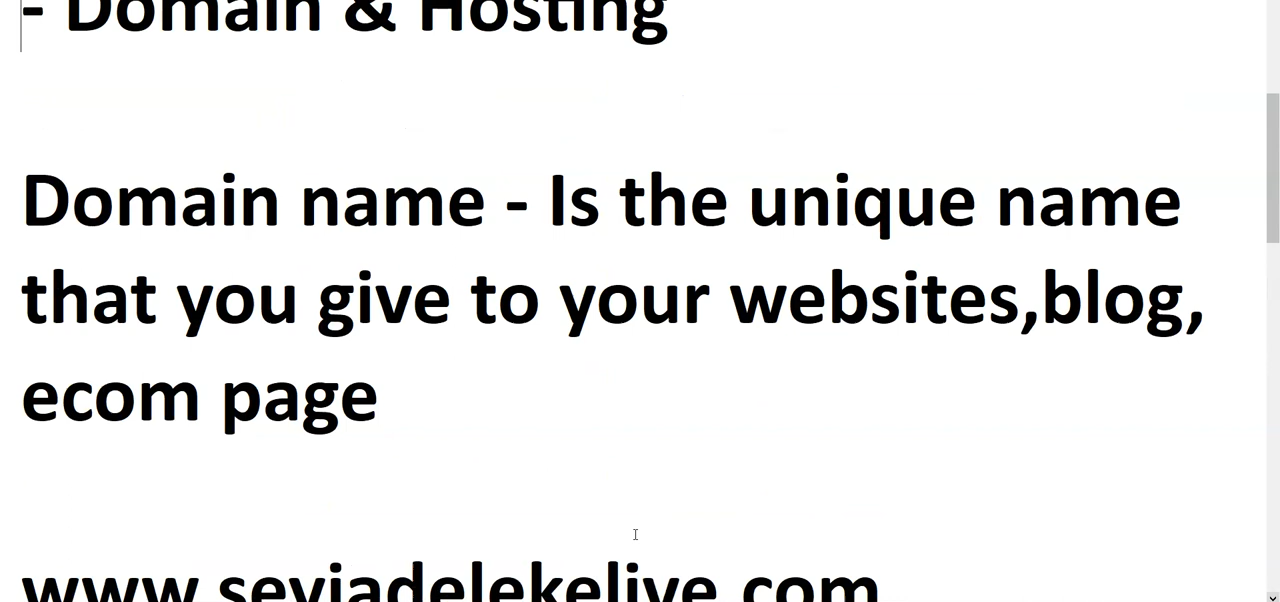 - Domain & Hosting
Domain name - Is the unique name
that you give to your websites,blog,
ecom page
www.seyiadelekelive.com